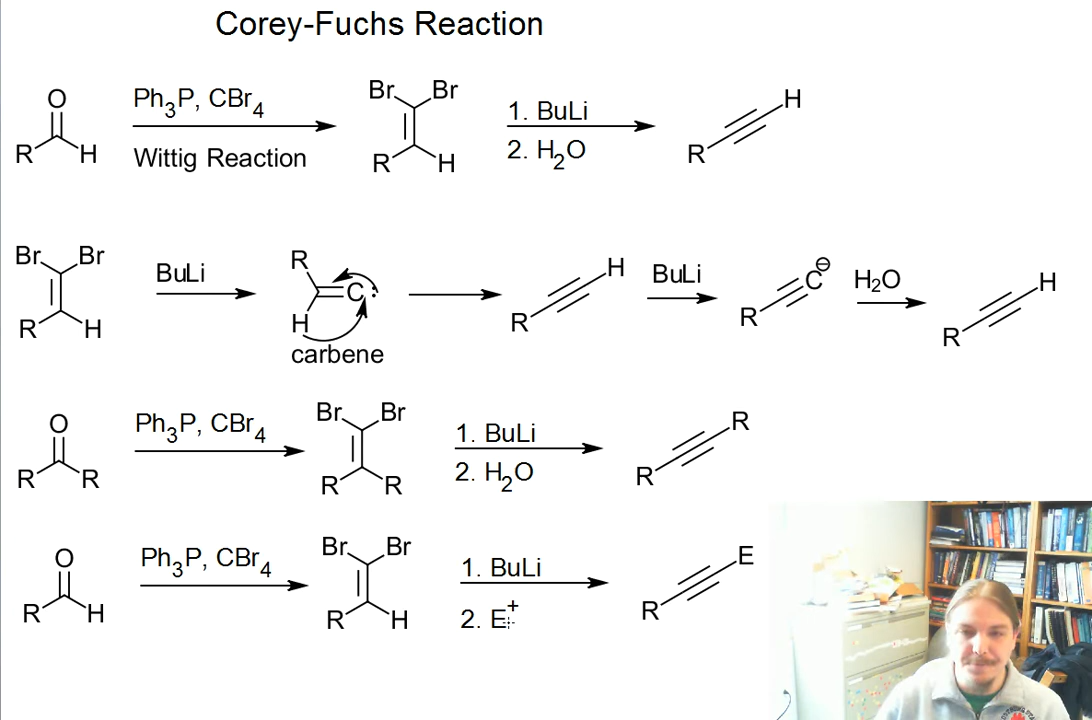 Corey-Fuchs Reaction
O
R H
Ph3P, CBr4
Wittig Reaction
Br Br
R H
1. BuLi
2. H2O
R H
Br Br
R H
BuLi
R
C:
H
carbene
R H
BuLi
R C⊖
H2O
R H
O
R R
Ph3P, CBr4
Br Br
R R
1. BuLi
2. H2O
R R
O
R H
Ph3P, CBr4
Br Br
R H
1. BuLi
2. E+
R E